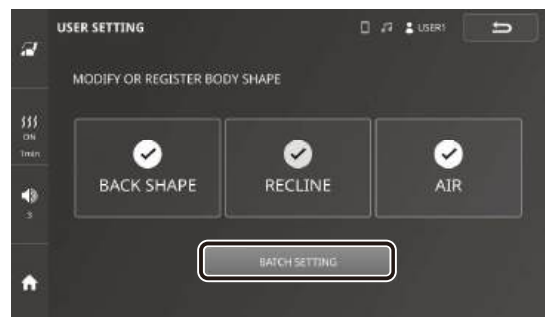 USER SETTING
USER1
MODIFY OR REGISTER BODY SHAPE
ON
1min
3
BACK SHAPE
RECLINE
AIR
BATCH SETTING